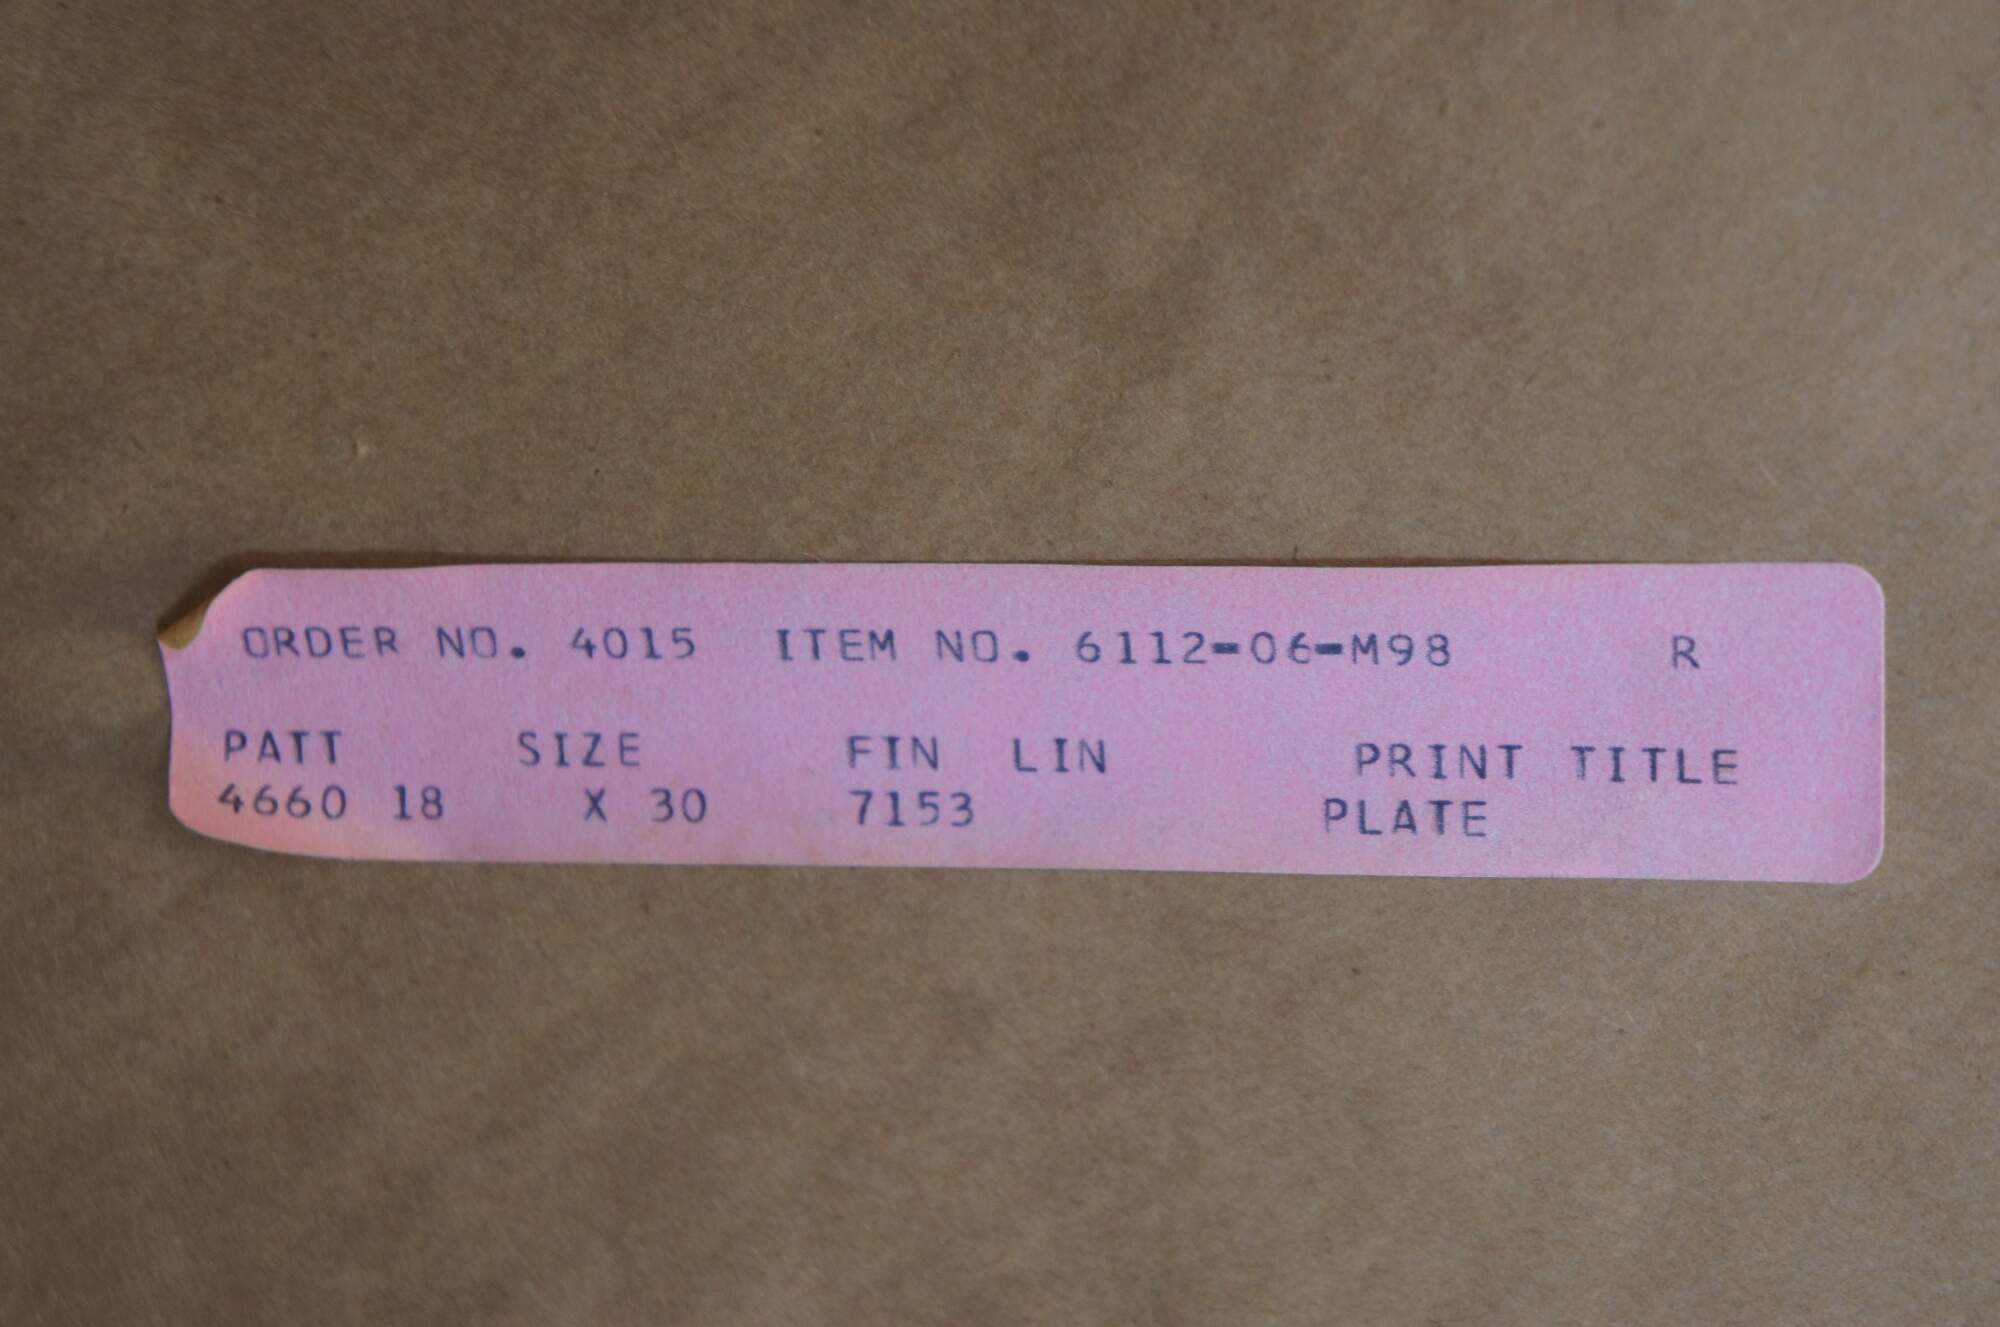 ORDER NO. 4015 ITEM NO. 6112-06-M98 R
PATT SIZE FIN LIN PRINT TITLE
4660 18 X 30 7153 PLATE